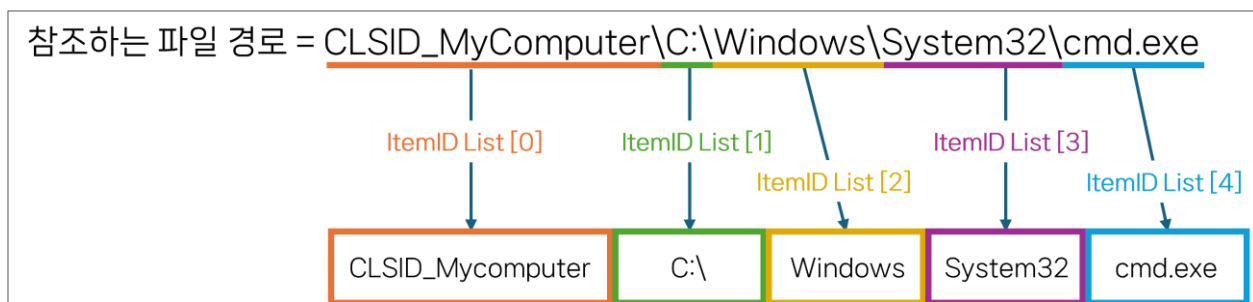 참조하는 파일 경로 = CLSID_MyComputer\C:\Windows\System32\cmd.exe
ItemID List [0]
ItemID List [1]
ItemID List [3]
ItemID List [2]
ItemID List [4]
CLSID_Mycomputer
C:\
Windows
System32
cmd.exe